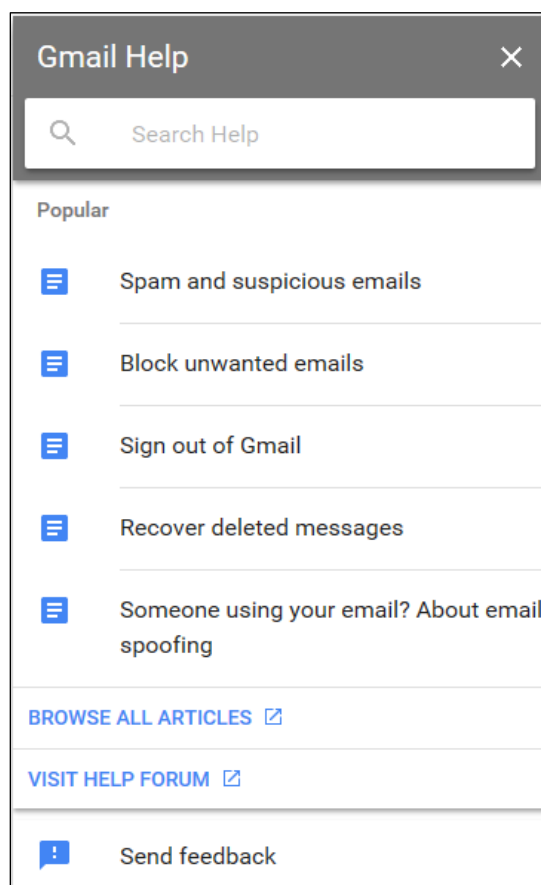 Gmail Help
Search Help
Popular
Spam and suspicious emails
Block unwanted emails
Sign out of Gmail
Recover deleted messages
Someone using your email? About email
spoofing
BROWSE ALL ARTICLES
VISIT HELP FORUM
Send feedback